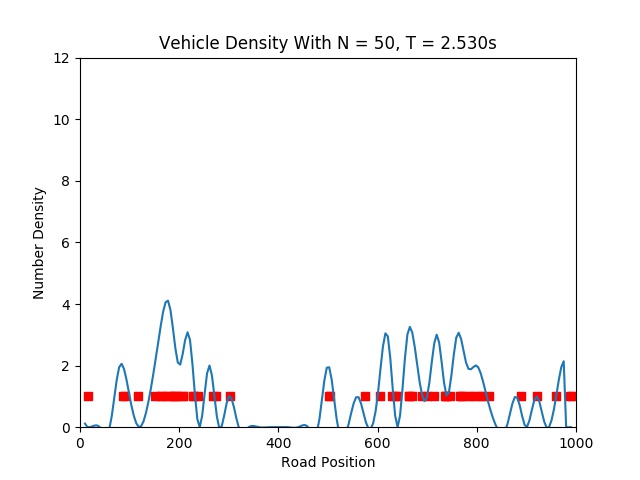 Vehicle Density With N = 50, T = 2.530s
12
10
8
6
4
2
0
Number Density
0 200 400 600 800 1000
Road Position